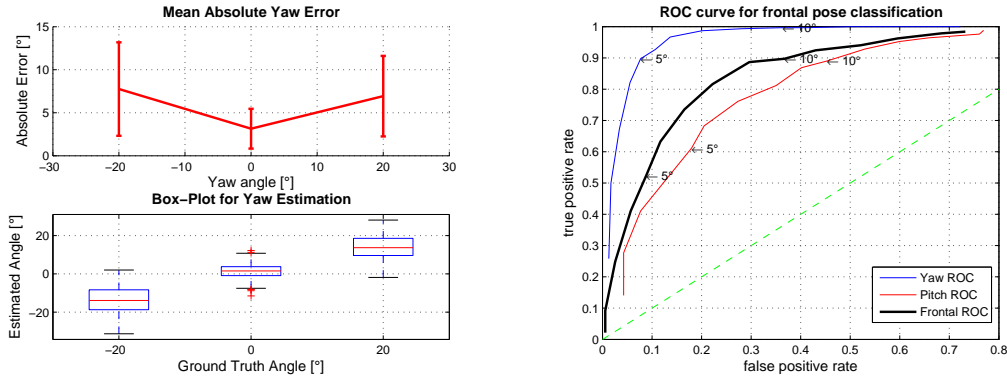 Mean Absolute Yaw Error
Absolute Error [°]
15
10
5
0
−30 −20 −10 0 10 20 30
Yaw angle [°]
Box−Plot for Yaw Estimation
Estimated Angle [°]
20
0
−20
−20 0 20
Ground Truth Angle [°]
ROC curve for frontal pose classification
true positive rate
1
0.9
0.8
0.7
0.6
0.5
0.4
0.3
0.2
0.1
0
← 10°
← 5°
← 10°
← 10°
← 5°
← 5°
Yaw ROC
Pitch ROC
Frontal ROC
0 0.1 0.2 0.3 0.4 0.5 0.6 0.7 0.8
false positive rate